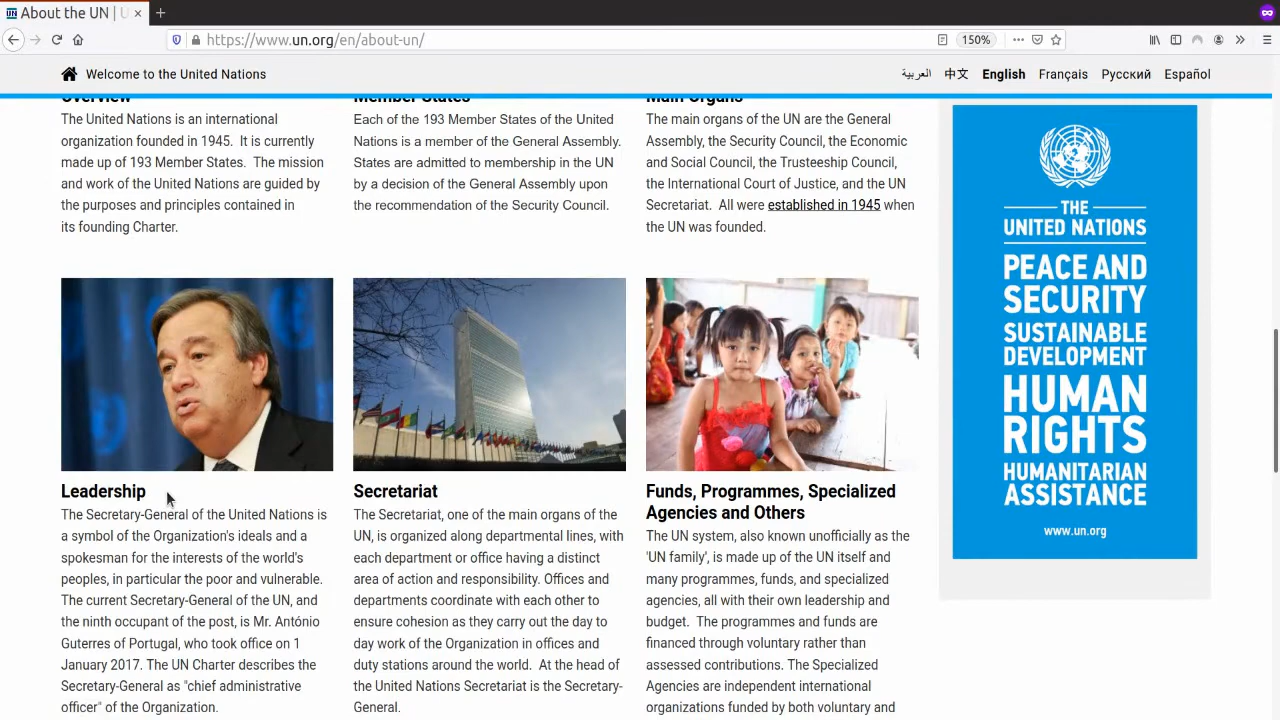 About the UN | U
https://www.un.org/en/about-un/
150%
Welcome to the United Nations
العربية 中文 English Français Русский Español
Overview
The United Nations is an international
organization founded in 1945. It is currently
made up of 193 Member States. The mission
and work of the United Nations are guided by
the purposes and principles contained in
its founding Charter.
Member States
Each of the 193 Member States of the United
Nations is a member of the General Assembly.
States are admitted to membership in the UN
by a decision of the General Assembly upon
the recommendation of the Security Council.
Main Organs
The main organs of the UN are the General
Assembly, the Security Council, the Economic
and Social Council, the Trusteeship Council,
the International Court of Justice, and the UN
Secretariat. All were established in 1945 when
the UN was founded.
Leadership
The Secretary-General of the United Nations is
a symbol of the Organization's ideals and a
spokesman for the interests of the world's
peoples, in particular the poor and vulnerable.
The current Secretary-General of the UN, and
the ninth occupant of the post, is Mr. António
Guterres of Portugal, who took office on 1
January 2017. The UN Charter describes the
Secretary-General as "chief administrative
officer" of the Organization.
Secretariat
The Secretariat, one of the main organs of the
UN, is organized along departmental lines, with
each department or office having a distinct
area of action and responsibility. Offices and
departments coordinate with each other to
ensure cohesion as they carry out the day to
day work of the Organization in offices and
duty stations around the world. At the head of
the United Nations Secretariat is the Secretary-
General.
Funds, Programmes, Specialized
Agencies and Others
The UN system, also known unofficially as the
'UN family', is made up of the UN itself and
many programmes, funds, and specialized
agencies, all with their own leadership and
budget. The programmes and funds are
financed through voluntary rather than
assessed contributions. The Specialized
Agencies are independent international
organizations funded by both voluntary and
THE
UNITED NATIONS
PEACE AND
SECURITY
SUSTAINABLE
DEVELOPMENT
HUMAN
RIGHTS
HUMANITARIAN
ASSISTANCE
www.un.org